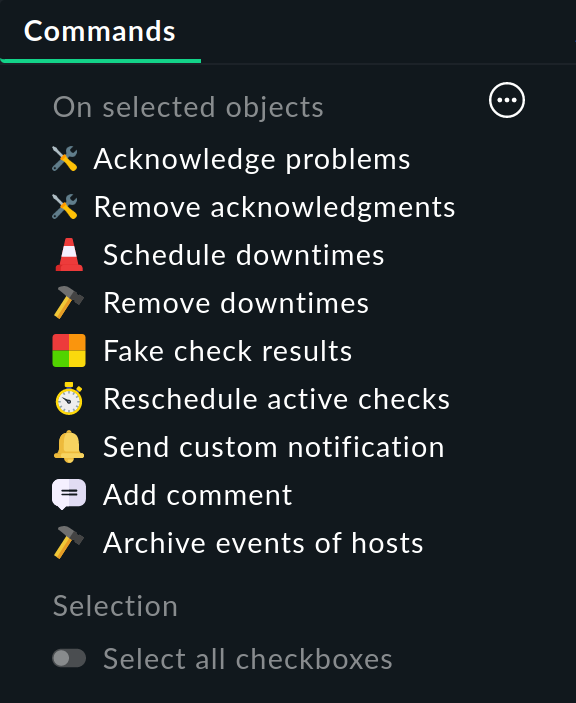 Commands
On selected objects
Acknowledge problems
Remove acknowledgments
Schedule downtimes
Remove downtimes
Fake check results
Reschedule active checks
Send custom notification
Add comment
Archive events of hosts
Selection
Select all checkboxes